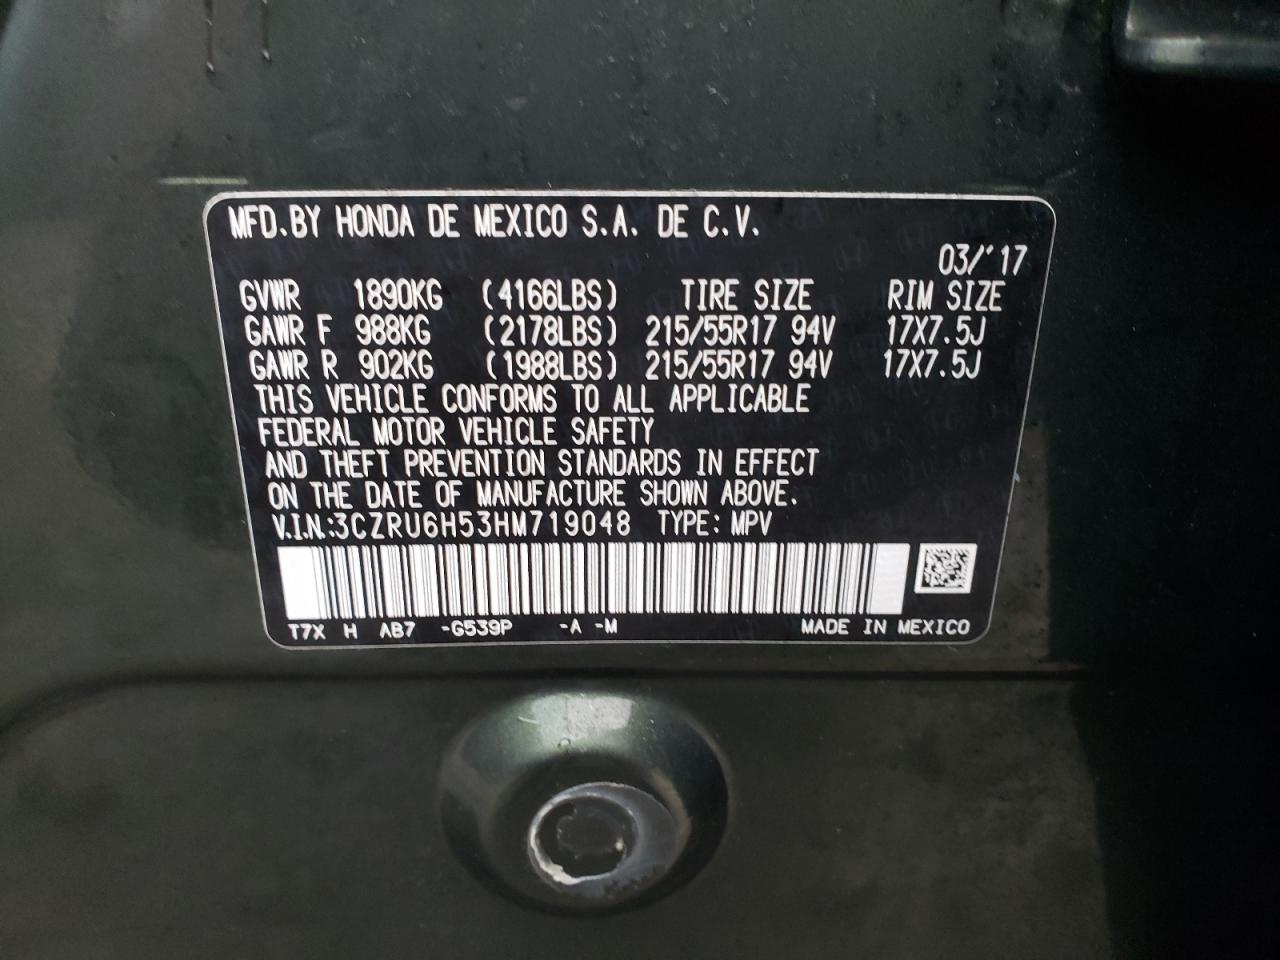 MFD.BY HONDA DE MEXICO S.A. DE C.V.
03/'17
GVWR 1890KG (4166LBS) TIRE SIZE RIM SIZE
GAWR F 988KG (2178LBS) 215/55R17 94V 17X7.5J
GAWR R 902KG (1988LBS) 215/55R17 94V 17X7.5J
THIS VEHICLE CONFORMS TO ALL APPLICABLE
FEDERAL MOTOR VEHICLE SAFETY
AND THEFT PREVENTION STANDARDS IN EFFECT
ON THE DATE OF MANUFACTURE SHOWN ABOVE.
V.I.N.:3CZRU6H53HM719048 TYPE: MPV
T7X H AB7 -G539P -A -M MADE IN MEXICO